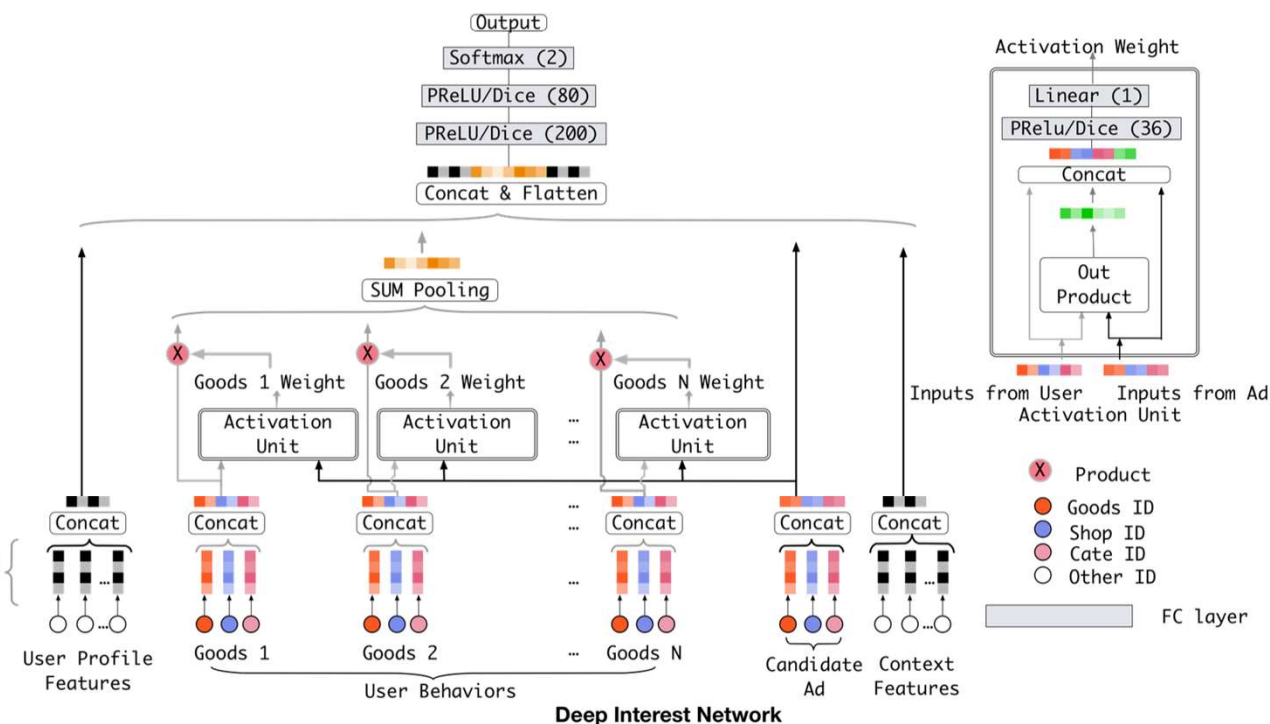 Output
Softmax (2)
PReLU/Dice (80)
PReLU/Dice (200)
Concat & Flatten
SUM Pooling
X
X
X
Goods 1 Weight
Goods 2 Weight
Goods N Weight
Activation
Unit
Activation
Unit
...
...
Activation
Unit
Concat
Concat
Concat
...
...
Concat
Concat
Concat
...
...
...
...
User Profile
Features
Goods 1
Goods 2
...
Goods N
User Behaviors
Candidate
Ad
Context
Features
Activation Weight
Linear (1)
PRelu/Dice (36)
Concat
Out
Product
Inputs from User
Inputs from Ad
Activation Unit
X
Product
Goods ID
Shop ID
Cate ID
Other ID
FC layer
Deep Interest Network